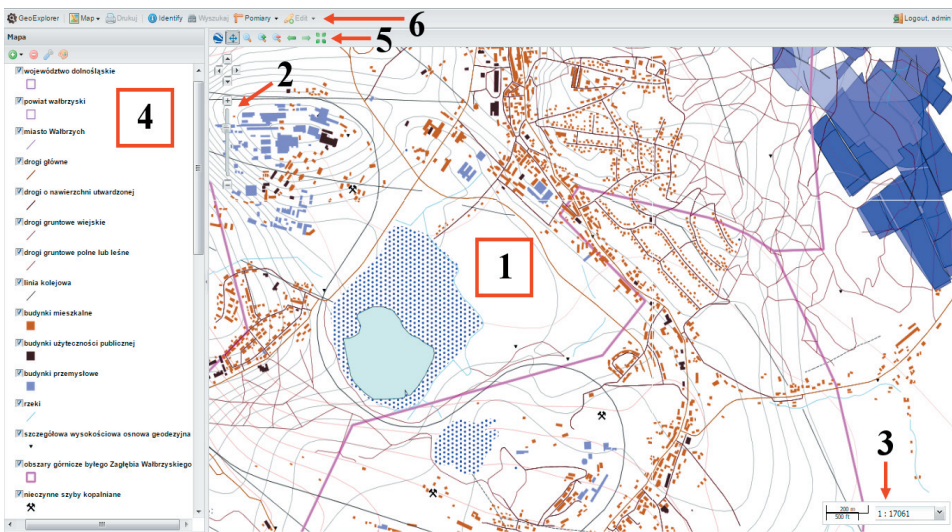 GeoExplorer Map Drukuj Identify Wyszukaj Pomiary Edit 6 Logout, admin
Mapa 5
województwo dolnośląskie
2
powiat wałbrzyski
4
miasto Wałbrzych
drogi główne
drogi o nawierzchni utwardzonej
drogi gruntowe wiejskie
1
drogi gruntowe polne lub leśne
linia kolejowa
budynki mieszkalne
budynki użyteczności publicznej
budynki przemysłowe
rzeki
szczegółowa wysokościowa osnowa geodezyjna
3
obszary górnicze byłego Zagłębia Wałbrzyskiego
nieczynne szyby kopalniane
200 m
500 ft
1 : 17061